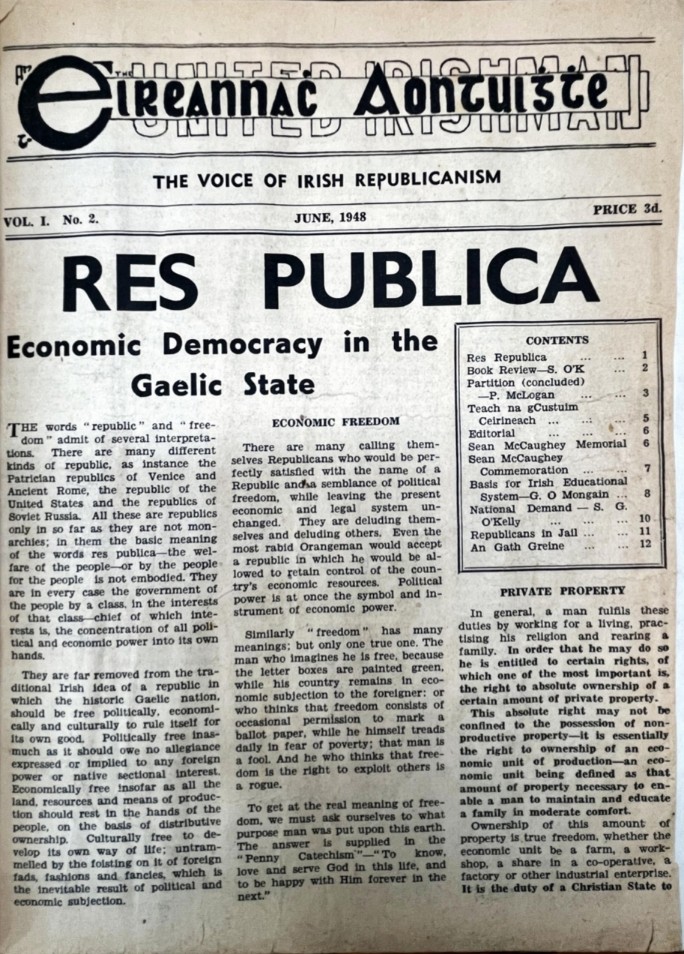 AN T-EIREANNAĊ AONTUIĠṪE
THE UNITED IRISHMAN
THE VOICE OF IRISH REPUBLICANISM
VOL. I. No. 2.
JUNE, 1948
PRICE 3d.
RES PUBLICA
Economic Democracy in the
Gaelic State
THE words "republic" and "free-
dom" admit of several interpreta-
tions. There are many different
kinds of republic, as instance the
Patrician republics of Venice and
Ancient Rome, the republic of the
United States and the republics of
Soviet Russia. All these are republics
only in so far as they are not mon-
archies; in them the basic meaning
of the words res publica—the wel-
fare of the people—or by the people
for the people is not embodied. They
are in every case the government of
the people by a class, in the interests
of that class—chief of which inte-
rests is, the concentration of all poli-
tical and economic power into its own
hands.
They are far removed from the tra-
ditional Irish idea of a republic in
which the historic Gaelic nation,
should be free politically, economi-
cally and culturally to rule itself for
its own good. Politically free inas-
much as it should owe no allegiance
expressed or implied to any foreign
power or native sectional interest.
Economically free insofar as all the
land, resources and means of produc-
tion should rest in the hands of the
people, on the basis of distributive
ownership. Culturally free to de-
velop its own way of life; untram-
melled by the foisting on it of foreign
fads, fashions and fancies, which is
the inevitable result of political and
economic subjection.
ECONOMIC FREEDOM
There are many calling them-
selves Republicans who would be per-
fectly satisfied with the name of a
Republic and a semblance of political
freedom, while leaving the present
economic and legal system un-
changed. They are deluding them-
selves and deluding others. Even the
most rabid Orangeman would accept
a republic in which he would be al-
lowed to retain control of the coun-
try's economic resources. Political
power is at once the symbol and in-
strument of economic power.
Similarly "freedom" has many
meanings; but only one true one. The
man who imagines he is free, because
the letter boxes are painted green,
while his country remains in eco-
nomic subjection to the foreigner: or
who thinks that freedom consists of
occasional permission to mark a
ballot paper, while he himself treads
daily in fear of poverty; that man is
a fool. And he who thinks that free-
dom is the right to exploit others is
a rogue.
To get at the real meaning of free-
dom, we must ask ourselves to what
purpose man was put upon this earth.
The answer is supplied in the
"Penny Catechism"—"To know,
love and serve God in this life, and
to be happy with Him forever in the
next."
CONTENTS
Res Republica ... ... 1
Book Review—S. O'K ... 2
Partition (concluded)
—P. McLogan ... ... 3
Teach na gCustuim
Ceirineach ... ... 5
Editorial ... ... ... 6
Sean McCaughey Memorial 6
Sean McCaughey
Commemoration ... ... 7
Basis for Irish Educational
System—G. O Mongain ... 8
National Demand — S. G.
O'Kelly ... ... ... 10
Republicans in Jail ... ... 11
An Gath Greine ... ... 12
PRIVATE PROPERTY
In general, a man fulfils these
duties by working for a living, prac-
tising his religion and rearing a
family. In order that he may do so
he is entitled to certain rights, of
which one of the most important is,
the right to absolute ownership of a
certain amount of private property.
This absolute right may not be
confined to the possession of non-
productive property—it is essentially
the right to ownership of an eco-
nomic unit of production—an eco-
nomic unit being defined as that
amount of property necessary to en-
able a man to maintain and educate
a family in moderate comfort.
Ownership of this amount of
property is true freedom, whether the
economic unit be a farm, a work-
shop, a share in a co-operative, a
factory or other industrial enterprise.
It is the duty of a Christian State to